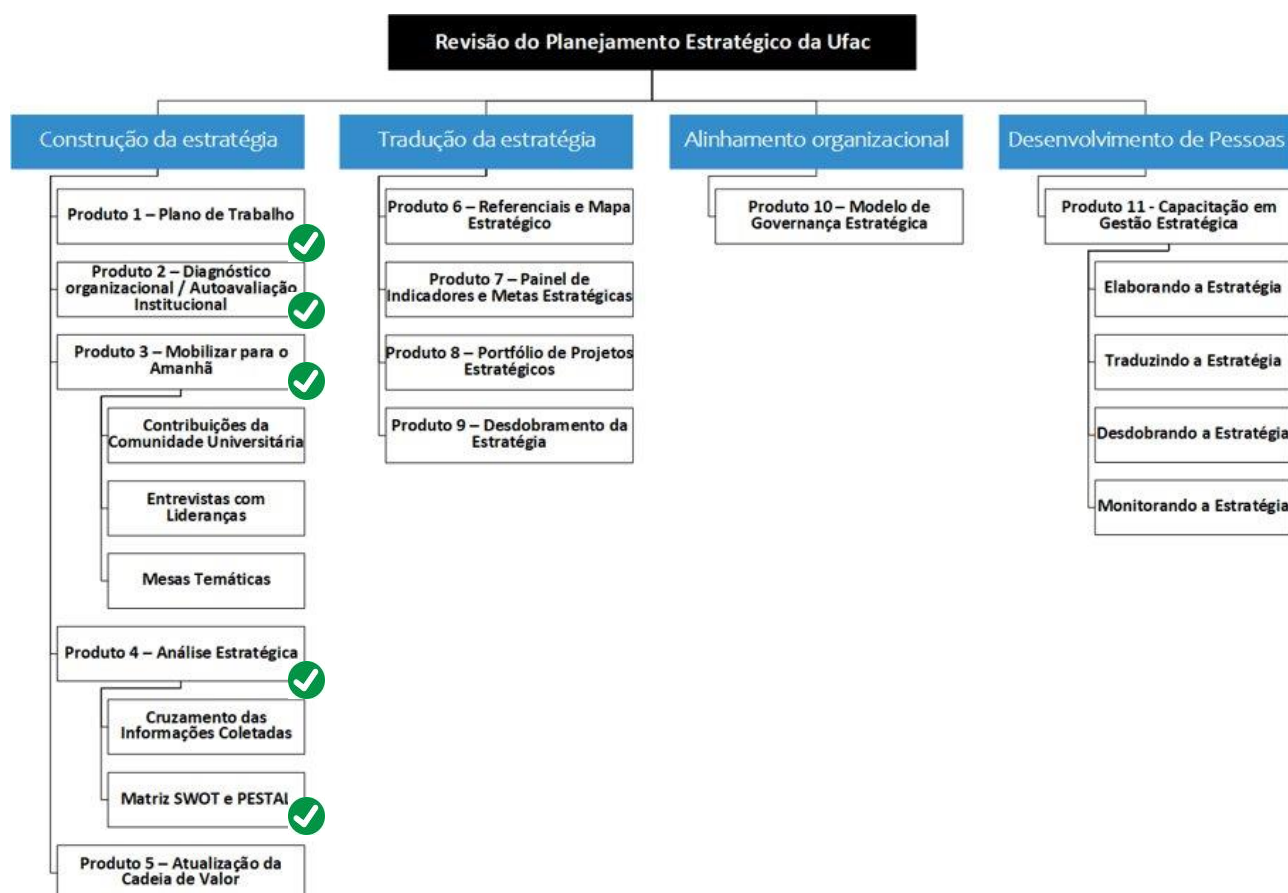 Revisão do Planejamento Estratégico da Ufac
Construção da estratégia
Produto 1 – Plano de Trabalho
Produto 2 – Diagnóstico
organizacional / Autoavaliação
Institucional
Produto 3 – Mobilizar para o
Amanhã
Contribuições da
Comunidade Universitária
Entrevistas com
Lideranças
Mesas Temáticas
Produto 4 – Análise Estratégica
Cruzamento das
Informações Coletadas
Matriz SWOT e PESTAL
Produto 5 – Atualização da
Cadeia de Valor
Tradução da estratégia
Produto 6 – Referenciais e Mapa
Estratégico
Produto 7 – Painel de
Indicadores e Metas Estratégicas
Produto 8 – Portfólio de Projetos
Estratégicos
Produto 9 – Desdobramento da
Estratégia
Alinhamento organizacional
Produto 10 – Modelo de
Governança Estratégica
Desenvolvimento de Pessoas
Produto 11 - Capacitação em
Gestão Estratégica
Elaborando a Estratégia
Traduzindo a Estratégia
Desdobrando a Estratégia
Monitorando a Estratégia